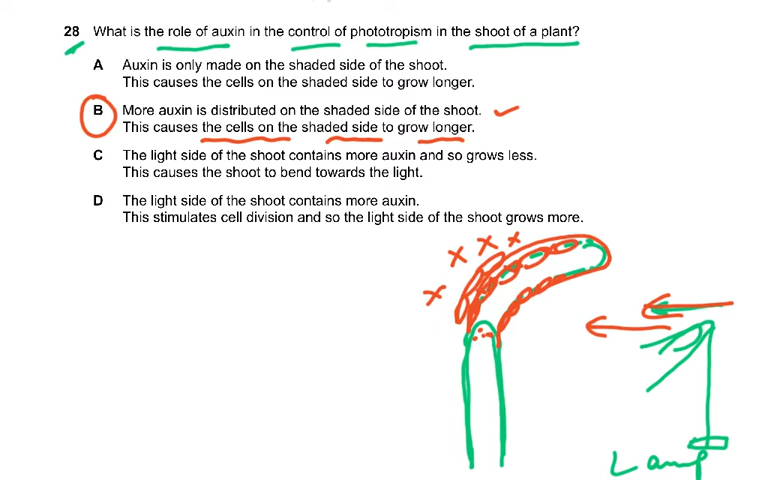 28 What is the role of auxin in the control of phototropism in the shoot of a plant?
A Auxin is only made on the shaded side of the shoot.
This causes the cells on the shaded side to grow longer.
B More auxin is distributed on the shaded side of the shoot.
This causes the cells on the shaded side to grow longer.
C The light side of the shoot contains more auxin and so grows less.
This causes the shoot to bend towards the light.
D The light side of the shoot contains more auxin.
This stimulates cell division and so the light side of the shoot grows more.
Lamp